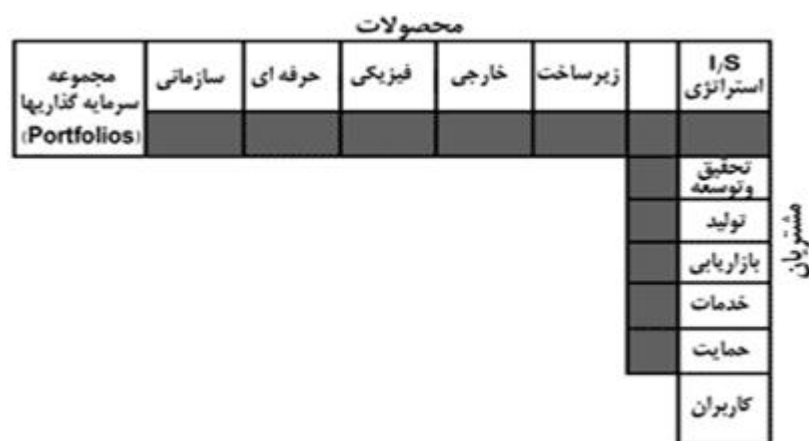 محصولات
I/S
استراتژی
زیرساخت
خارجی
فیزیکی
حرفه ای
سازمانی
مجموعه
سرمایه گذاریها
(Portfolios)
تحقیق
وتوسعه
تولید
بازاریابی
خدمات
حمایت
کاربران
مشتریان